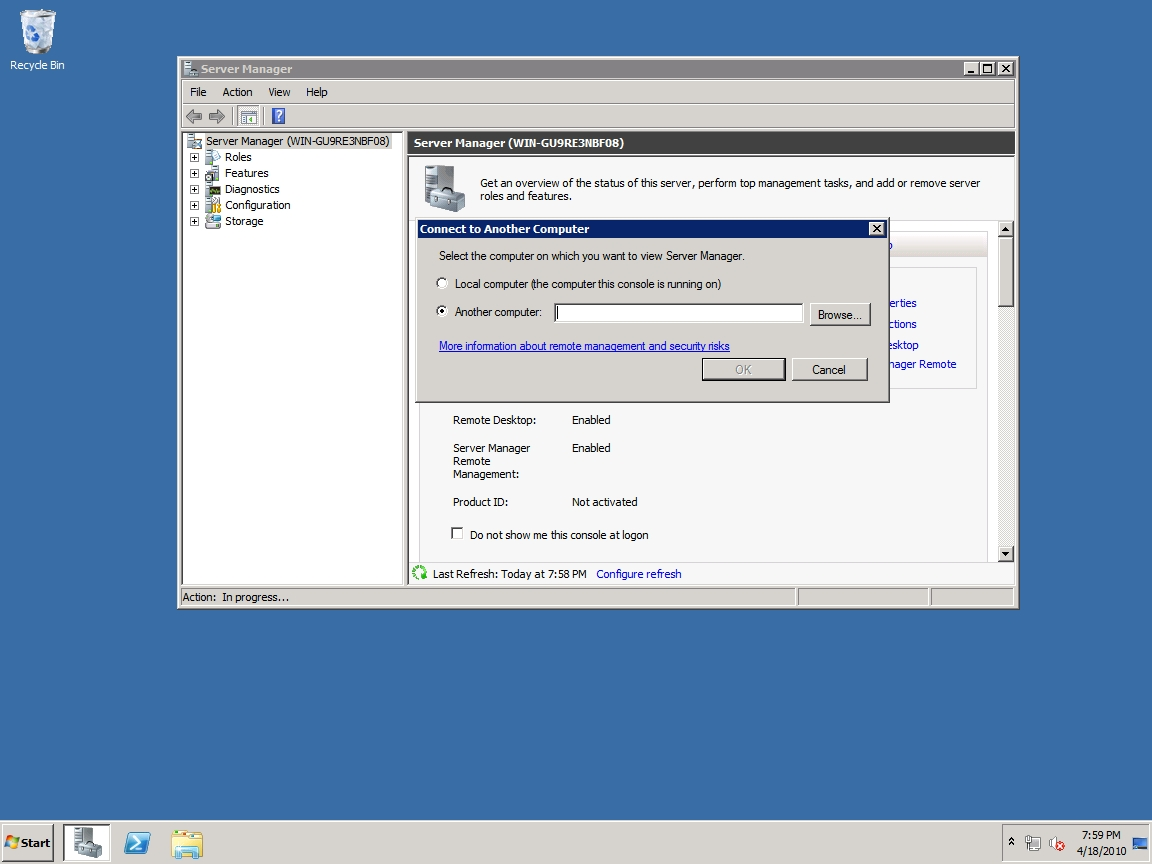 Recycle Bin
Server Manager
File Action View Help
Server Manager (WIN-GU9RE3NBF08)
Roles
Features
Diagnostics
Configuration
Storage
Server Manager (WIN-GU9RE3NBF08)
Get an overview of the status of this server, perform top management tasks, and add or remove server
roles and features.
Connect to Another Computer
Select the computer on which you want to view Server Manager.
Local computer (the computer this console is running on)
Another computer:
Browse...
More information about remote management and security risks
OK
Cancel
Remote
Remote Desktop: Enabled
Server Manager Enabled
Remote
Management:
Product ID: Not activated
Do not show me this console at logon
Last Refresh: Today at 7:58 PM Configure refresh
Action: In progress...
Start
7:59 PM
4/18/2010